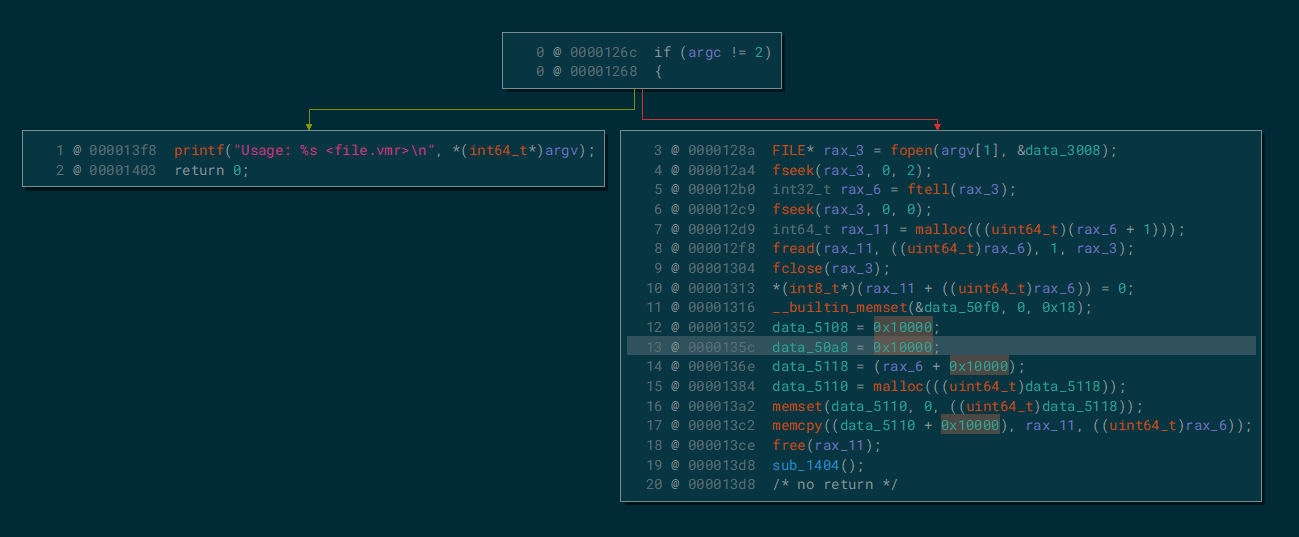 0 @ 0000126c  if (argc != 2)
0 @ 00001268  {
1 @ 000013f8  printf("Usage: %s <file.vmr>\n", *(int64_t*)argv);
2 @ 00001403  return 0;
3 @ 0000128a  FILE* rax_3 = fopen(argv[1], &data_3008);
4 @ 000012a4  fseek(rax_3, 0, 2);
5 @ 000012b0  int32_t rax_6 = ftell(rax_3);
6 @ 000012c9  fseek(rax_3, 0, 0);
7 @ 000012d9  int64_t rax_11 = malloc(((uint64_t)(rax_6 + 1)));
8 @ 000012f8  fread(rax_11, ((uint64_t)rax_6), 1, rax_3);
9 @ 00001304  fclose(rax_3);
10 @ 00001313  *(int8_t*)(rax_11 + ((uint64_t)rax_6)) = 0;
11 @ 00001316  __builtin_memset(&data_50f0, 0, 0x18);
12 @ 00001352  data_5108 = 0x10000;
13 @ 0000135c  data_50a8 = 0x10000;
14 @ 0000136e  data_5118 = (rax_6 + 0x10000);
15 @ 00001384  data_5110 = malloc(((uint64_t)data_5118));
16 @ 000013a2  memset(data_5110, 0, ((uint64_t)data_5118));
17 @ 000013c2  memcpy((data_5110 + 0x10000), rax_11, ((uint64_t)rax_6));
18 @ 000013ce  free(rax_11);
19 @ 000013d8  sub_1404();
20 @ 000013d8  /* no return */